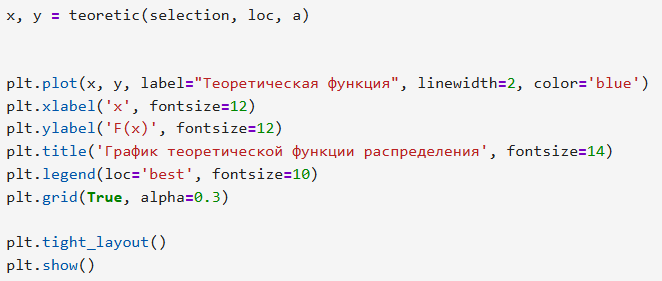 x, y = teoretic(selection, loc, a)
plt.plot(x, y, label="Теоретическая функция", linewidth=2, color='blue')
plt.xlabel('x', fontsize=12)
plt.ylabel('F(x)', fontsize=12)
plt.title('График теоретической функции распределения', fontsize=14)
plt.legend(loc='best', fontsize=10)
plt.grid(True, alpha=0.3)
plt.tight_layout()
plt.show()